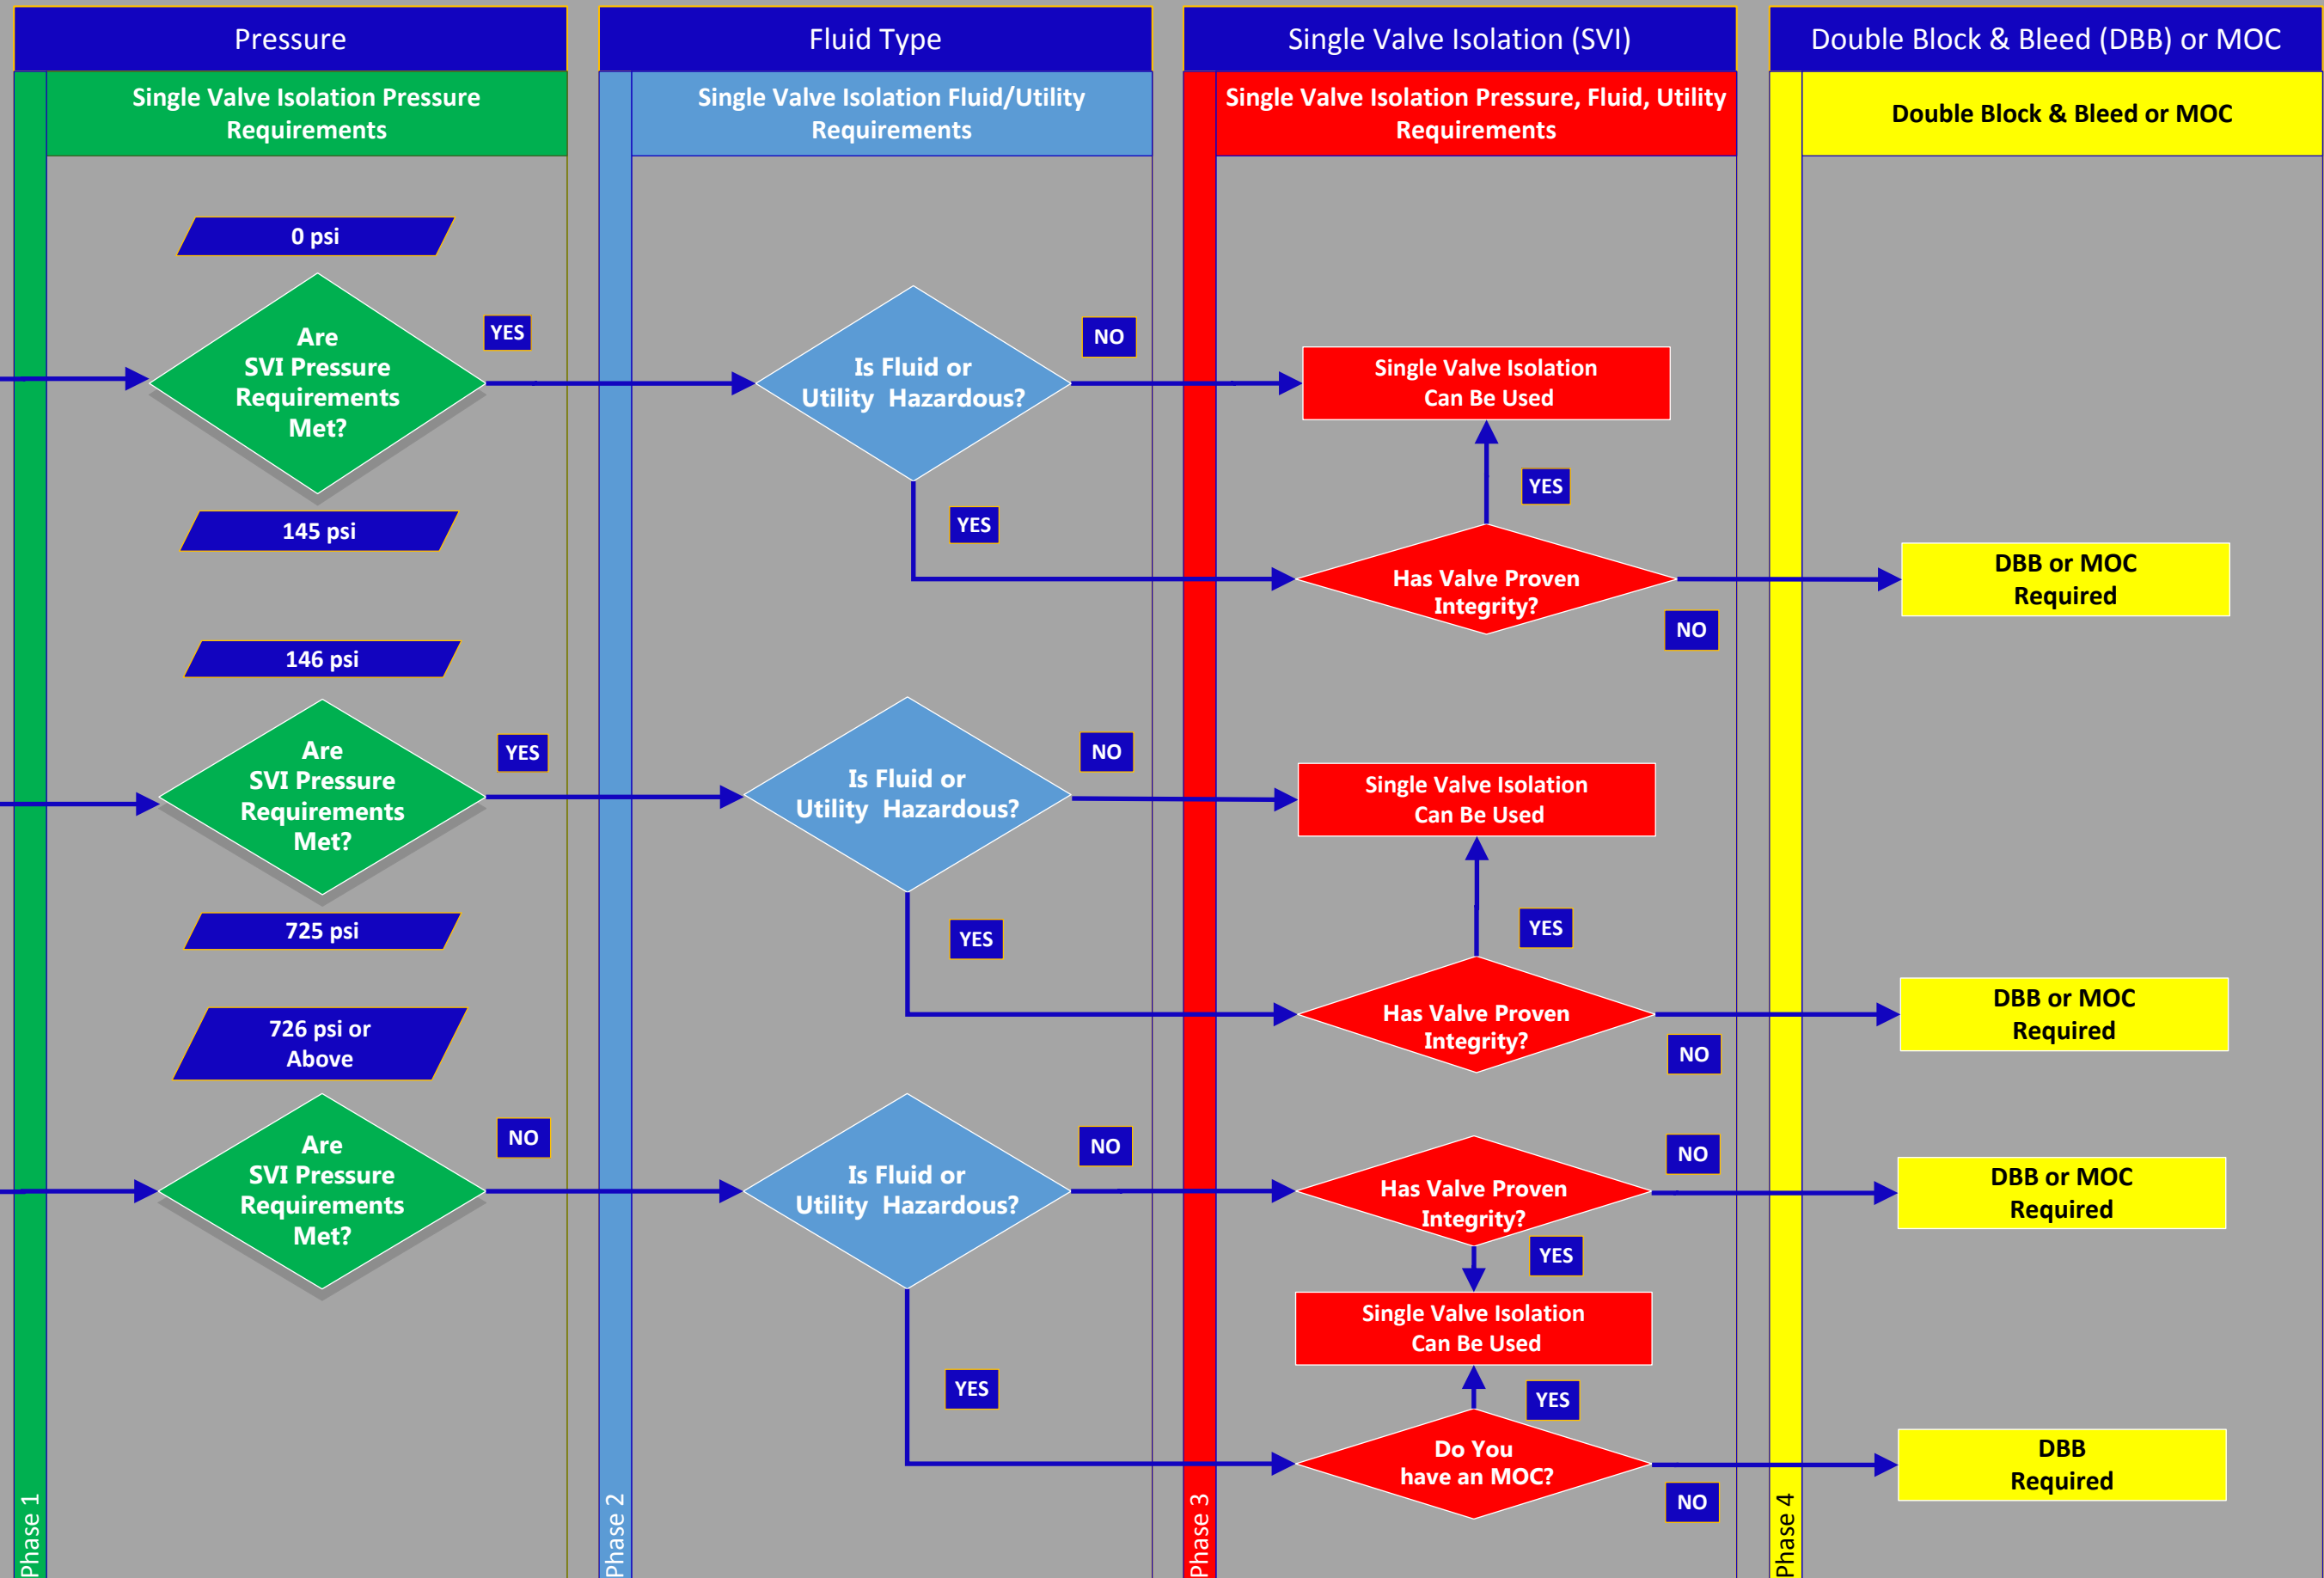 Pressure
Fluid Type
Single Valve Isolation (SVI)
Double Block & Bleed (DBB) or MOC
Single Valve Isolation Pressure
Requirements
Single Valve Isolation Fluid/Utility
Requirements
Single Valve Isolation Pressure, Fluid, Utility
Requirements
Double Block & Bleed or MOC
0 psi
Are
SVI Pressure
Requirements
Met?
YES
145 psi
Is Fluid or
Utility  Hazardous?
NO
YES
Single Valve Isolation
Can Be Used
YES
Has Valve Proven
Integrity?
NO
DBB or MOC
Required
146 psi
Are
SVI Pressure
Requirements
Met?
YES
725 psi
Is Fluid or
Utility  Hazardous?
NO
YES
Single Valve Isolation
Can Be Used
YES
Has Valve Proven
Integrity?
NO
DBB or MOC
Required
726 psi or
Above
Are
SVI Pressure
Requirements
Met?
NO
Is Fluid or
Utility  Hazardous?
NO
YES
Has Valve Proven
Integrity?
NO
YES
DBB or MOC
Required
Single Valve Isolation
Can Be Used
YES
Do You
have an MOC?
NO
DBB
Required
Phase 1
Phase 2
Phase 3
Phase 4